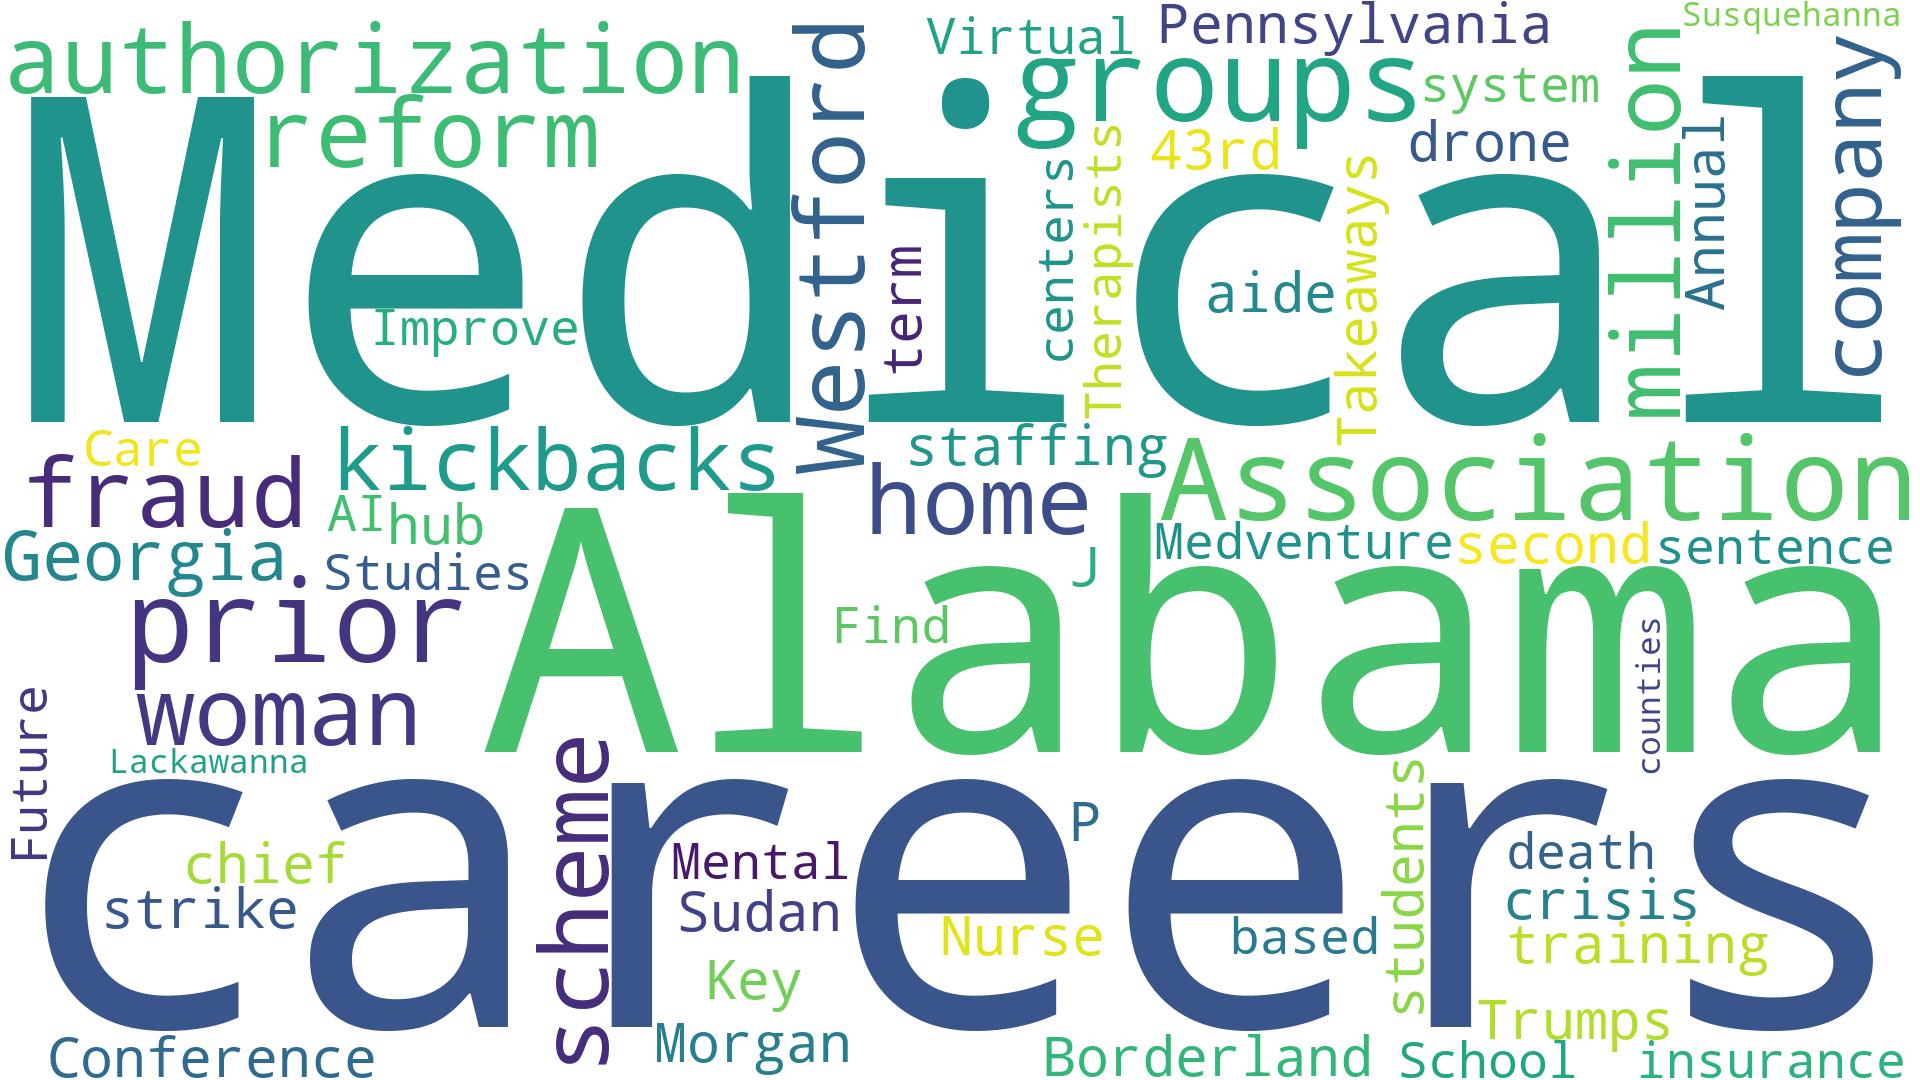 Susquehanna
Virtual
Pennsylvania
authorization
groups
system
million
company
Westford
reform
43rd
drone
Annual
Medical
centers
Therapists
Takeaways
term
aide
Improve
Care
kickbacks
staffing
Association
fraud
home
AI
hub
Georgia
Studies
J
Medventure
second
sentence
prior
Alabama
Find
counties
woman
Future
Lackawanna
scheme
students
careers
chief
strike
Mental
P
death
Sudan
crisis
Nurse
based
training
Key
Trumps
Conference
Morgan
Borderland
School
insurance